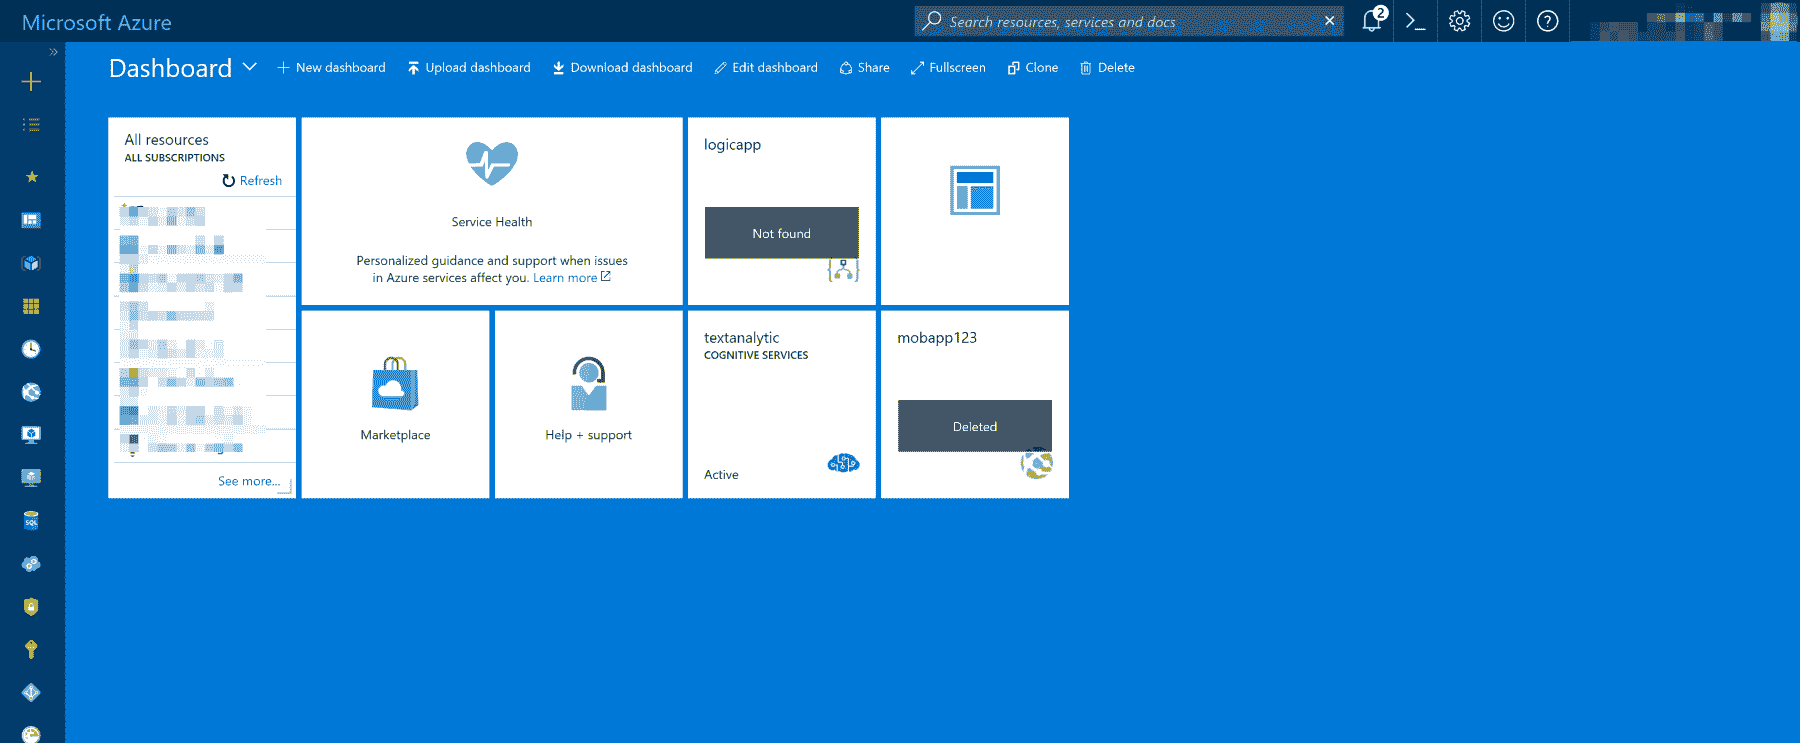 Microsoft Azure
Search resources, services and docs
2
Dashboard
New dashboard
Upload dashboard
Download dashboard
Edit dashboard
Share
Fullscreen
Clone
Delete
All resources
ALL SUBSCRIPTIONS
Refresh
See more...
Service Health
Personalized guidance and support when issues
in Azure services affect you. Learn more
logicapp
Not found
Marketplace
Help + support
textanalytic
COGNITIVE SERVICES
Active
mobapp123
Deleted
SQL